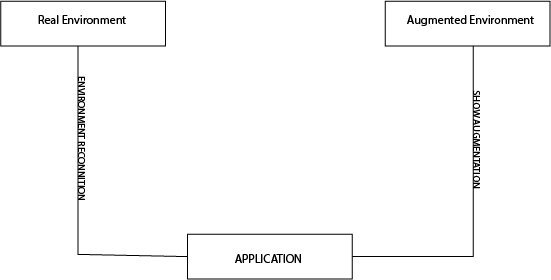 Real Environment
Augmented Environment
ENVIRONMENT RECONNITION
SHOW AUGMENTATION
APPLICATION